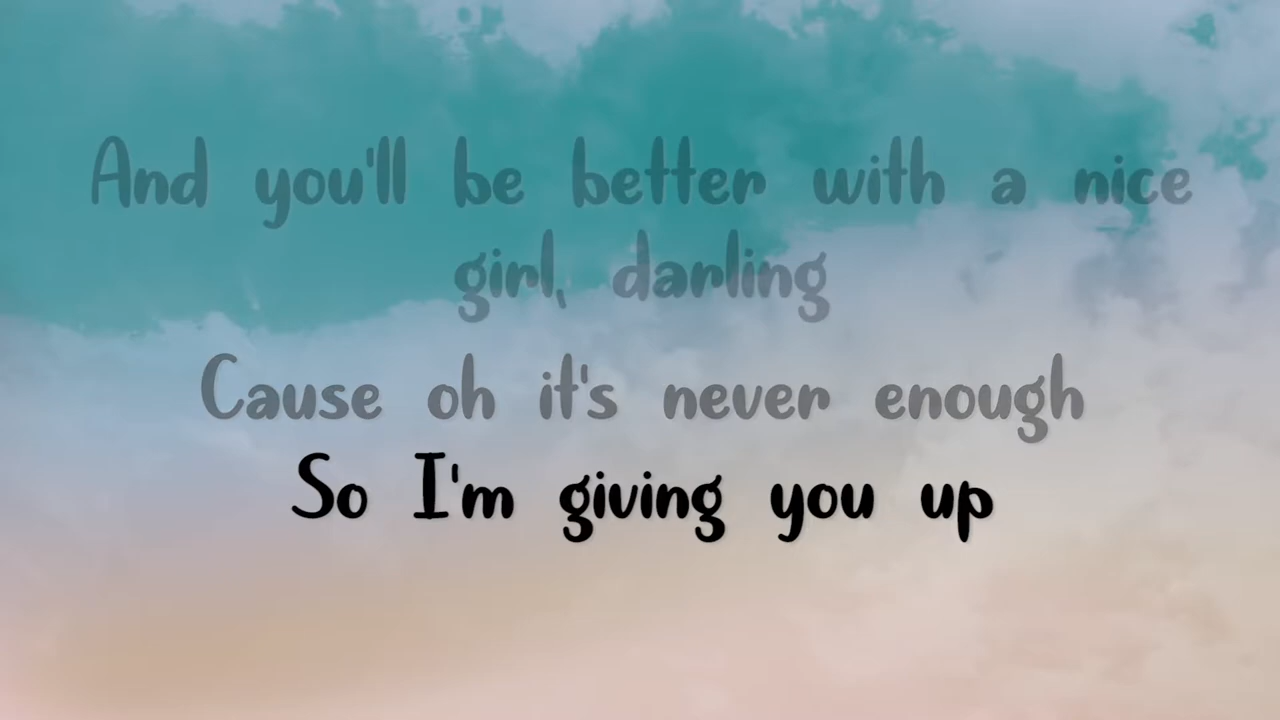 And you'll be better with a nice
girl, darling
Cause oh it's never enough
So I'm giving you up